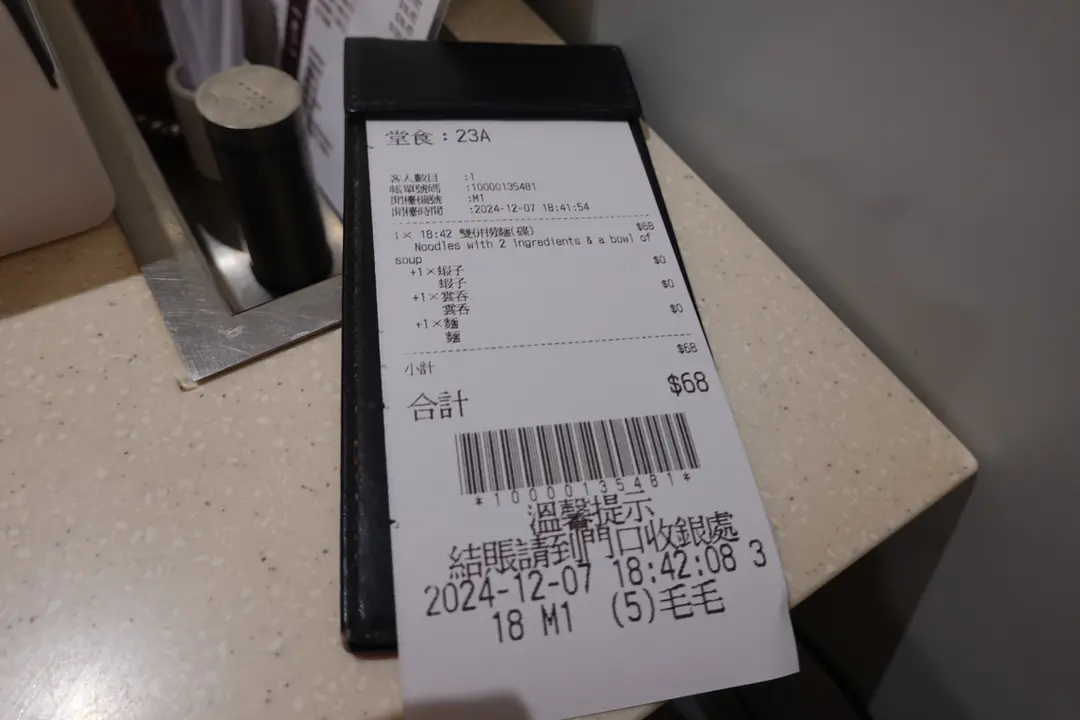 堂食：23A
客人數目 :1
帳單號碼 :10000135481
開檯機號 :M1
開檯時間 :2024-12-07 18:41:54
1× 18:42 雙併撈麵(碟) $68
Noodles with 2 ingredients & a bowl of
soup
+1×蝦子 $0
蝦子
+1×雲吞 $0
雲吞
+1×麵 $0
麵
小計 $68
合計 $68
*10000135481*
溫馨提示
結賬請到門口收銀處
2024-12-07 18:42:08 3
18 M1 (5)毛毛